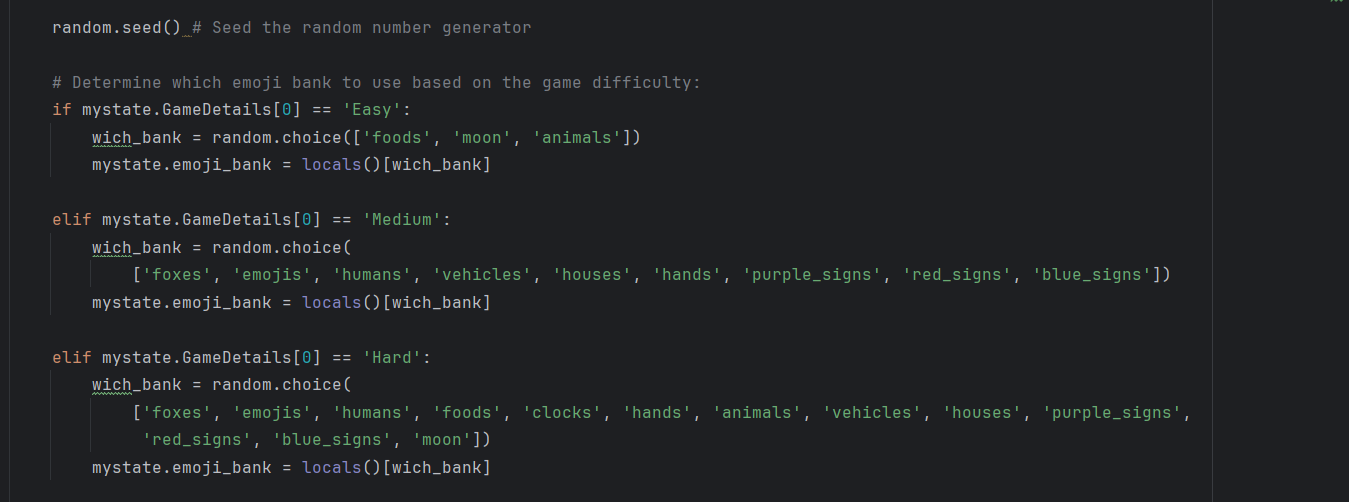 random.seed() # Seed the random number generator
# Determine which emoji bank to use based on the game difficulty:
if mystate.GameDetails[0] == 'Easy':
wich_bank = random.choice(['foods', 'moon', 'animals'])
mystate.emoji_bank = locals()[wich_bank]
elif mystate.GameDetails[0] == 'Medium':
wich_bank = random.choice(
['foxes', 'emojis', 'humans', 'vehicles', 'houses', 'hands', 'purple_signs', 'red_signs', 'blue_signs'])
mystate.emoji_bank = locals()[wich_bank]
elif mystate.GameDetails[0] == 'Hard':
wich_bank = random.choice(
['foxes', 'emojis', 'humans', 'foods', 'clocks', 'hands', 'animals', 'vehicles', 'houses', 'purple_signs',
'red_signs', 'blue_signs', 'moon'])
mystate.emoji_bank = locals()[wich_bank]